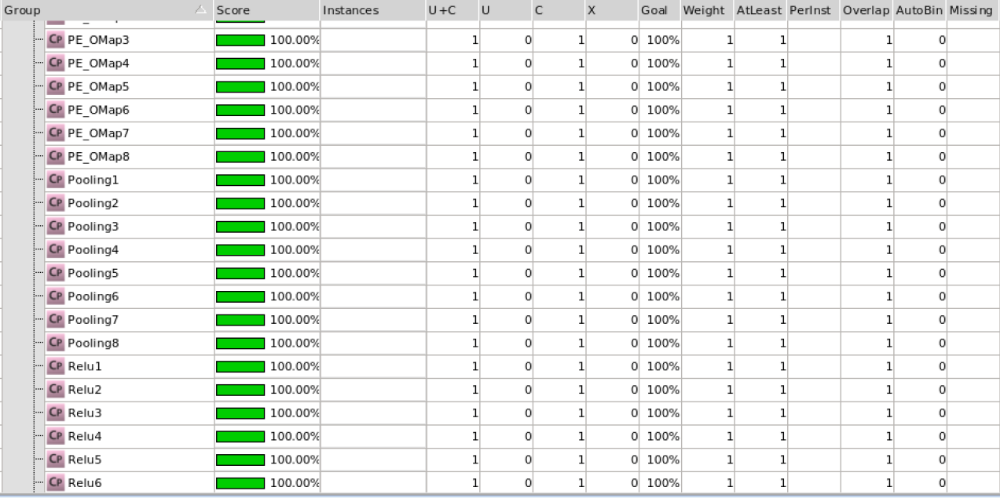 Group Score Instances U+C U C X Goal Weight AtLeast PerInst Overlap AutoBin Missing
CP PE_OMap3 100.00% 1 0 1 0 100% 1 1 1 0
CP PE_OMap4 100.00% 1 0 1 0 100% 1 1 1 0
CP PE_OMap5 100.00% 1 0 1 0 100% 1 1 1 0
CP PE_OMap6 100.00% 1 0 1 0 100% 1 1 1 0
CP PE_OMap7 100.00% 1 0 1 0 100% 1 1 1 0
CP PE_OMap8 100.00% 1 0 1 0 100% 1 1 1 0
CP Pooling1 100.00% 1 0 1 0 100% 1 1 1 0
CP Pooling2 100.00% 1 0 1 0 100% 1 1 1 0
CP Pooling3 100.00% 1 0 1 0 100% 1 1 1 0
CP Pooling4 100.00% 1 0 1 0 100% 1 1 1 0
CP Pooling5 100.00% 1 0 1 0 100% 1 1 1 0
CP Pooling6 100.00% 1 0 1 0 100% 1 1 1 0
CP Pooling7 100.00% 1 0 1 0 100% 1 1 1 0
CP Pooling8 100.00% 1 0 1 0 100% 1 1 1 0
CP Relu1 100.00% 1 0 1 0 100% 1 1 1 0
CP Relu2 100.00% 1 0 1 0 100% 1 1 1 0
CP Relu3 100.00% 1 0 1 0 100% 1 1 1 0
CP Relu4 100.00% 1 0 1 0 100% 1 1 1 0
CP Relu5 100.00% 1 0 1 0 100% 1 1 1 0
CP Relu6 100.00% 1 0 1 0 100% 1 1 1 0